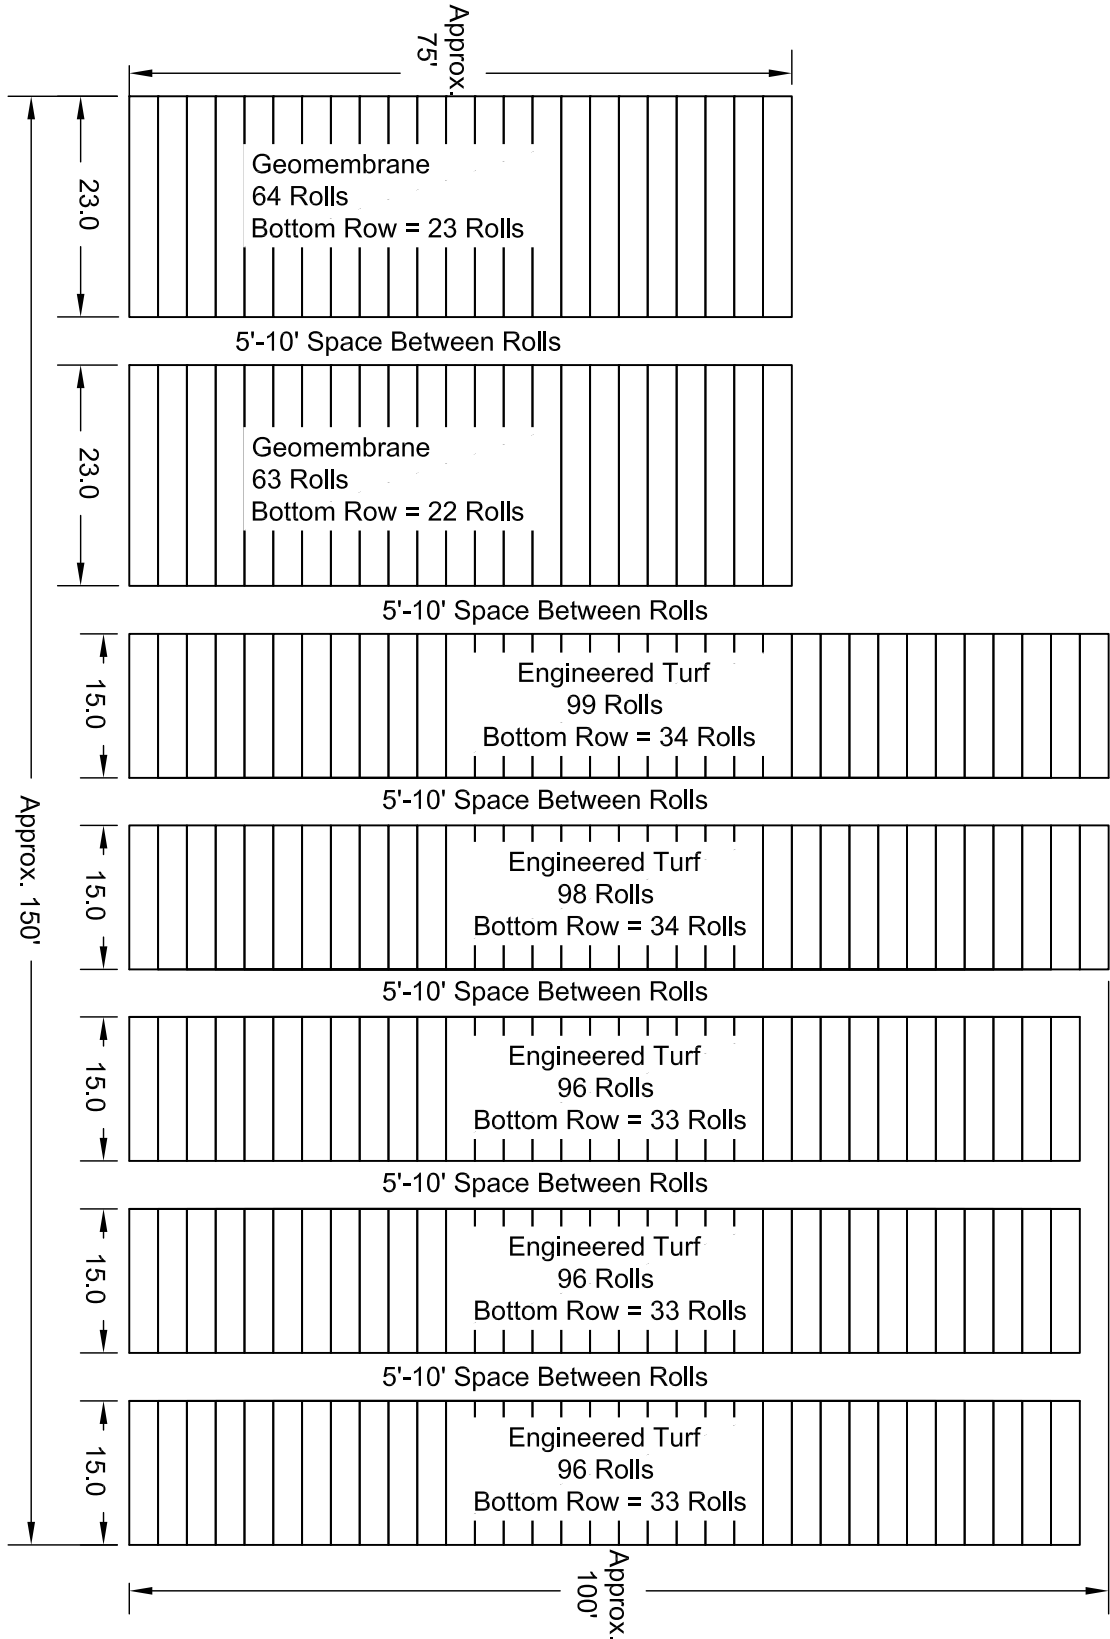 Approx.
75'
Geomembrane
64 Rolls
Bottom Row = 23 Rolls
23.0
5'-10' Space Between Rolls
Geomembrane
63 Rolls
Bottom Row = 22 Rolls
23.0
5'-10' Space Between Rolls
Engineered Turf
99 Rolls
Bottom Row = 34 Rolls
15.0
5'-10' Space Between Rolls
Approx. 150'
Engineered Turf
98 Rolls
Bottom Row = 34 Rolls
15.0
5'-10' Space Between Rolls
Engineered Turf
96 Rolls
Bottom Row = 33 Rolls
15.0
5'-10' Space Between Rolls
Engineered Turf
96 Rolls
Bottom Row = 33 Rolls
15.0
5'-10' Space Between Rolls
Engineered Turf
96 Rolls
Bottom Row = 33 Rolls
15.0
Approx.
100'